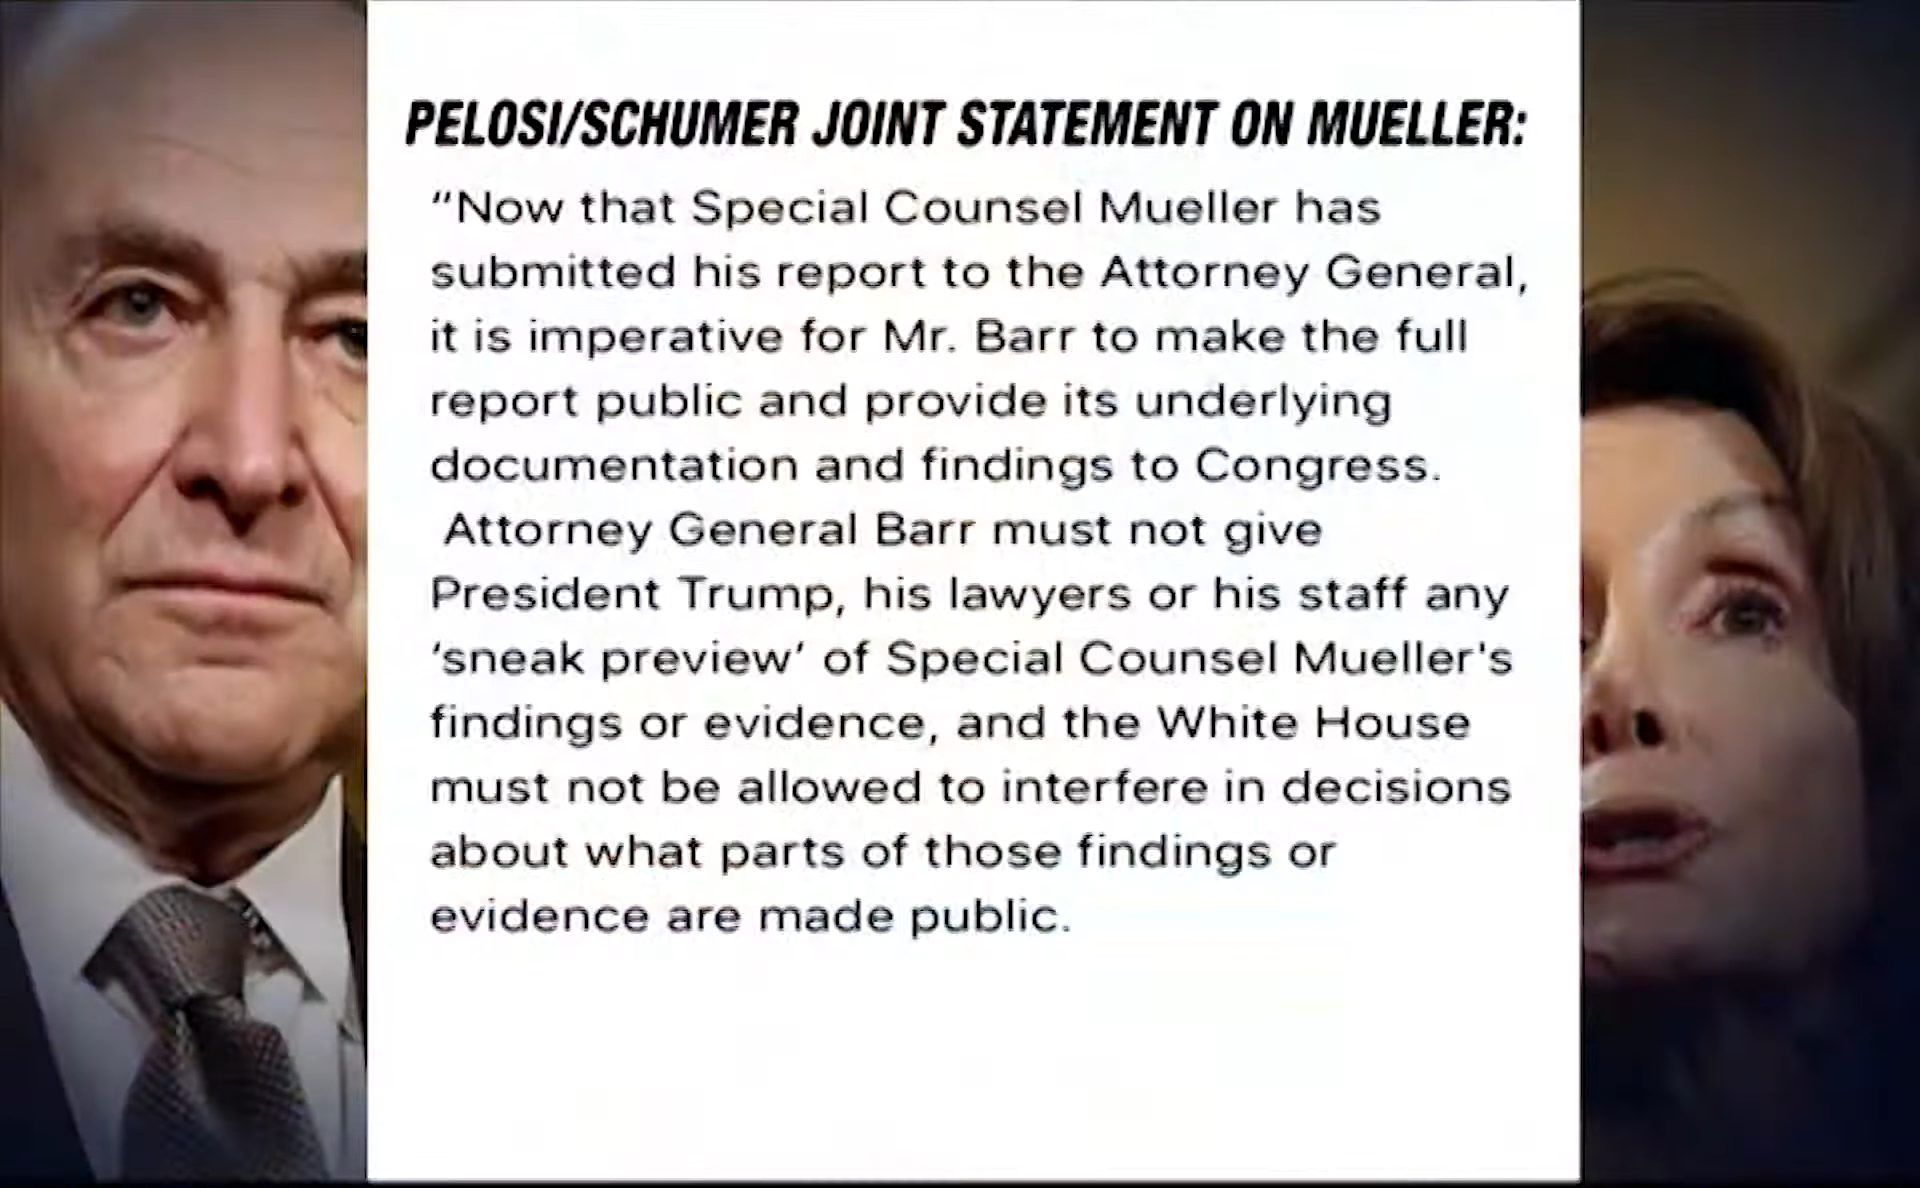 PELOSI/SCHUMER JOINT STATEMENT ON MUELLER:
“Now that Special Counsel Mueller has
submitted his report to the Attorney General,
it is imperative for Mr. Barr to make the full
report public and provide its underlying
documentation and findings to Congress.
Attorney General Barr must not give
President Trump, his lawyers or his staff any
‘sneak preview’ of Special Counsel Mueller's
findings or evidence, and the White House
must not be allowed to interfere in decisions
about what parts of those findings or
evidence are made public.